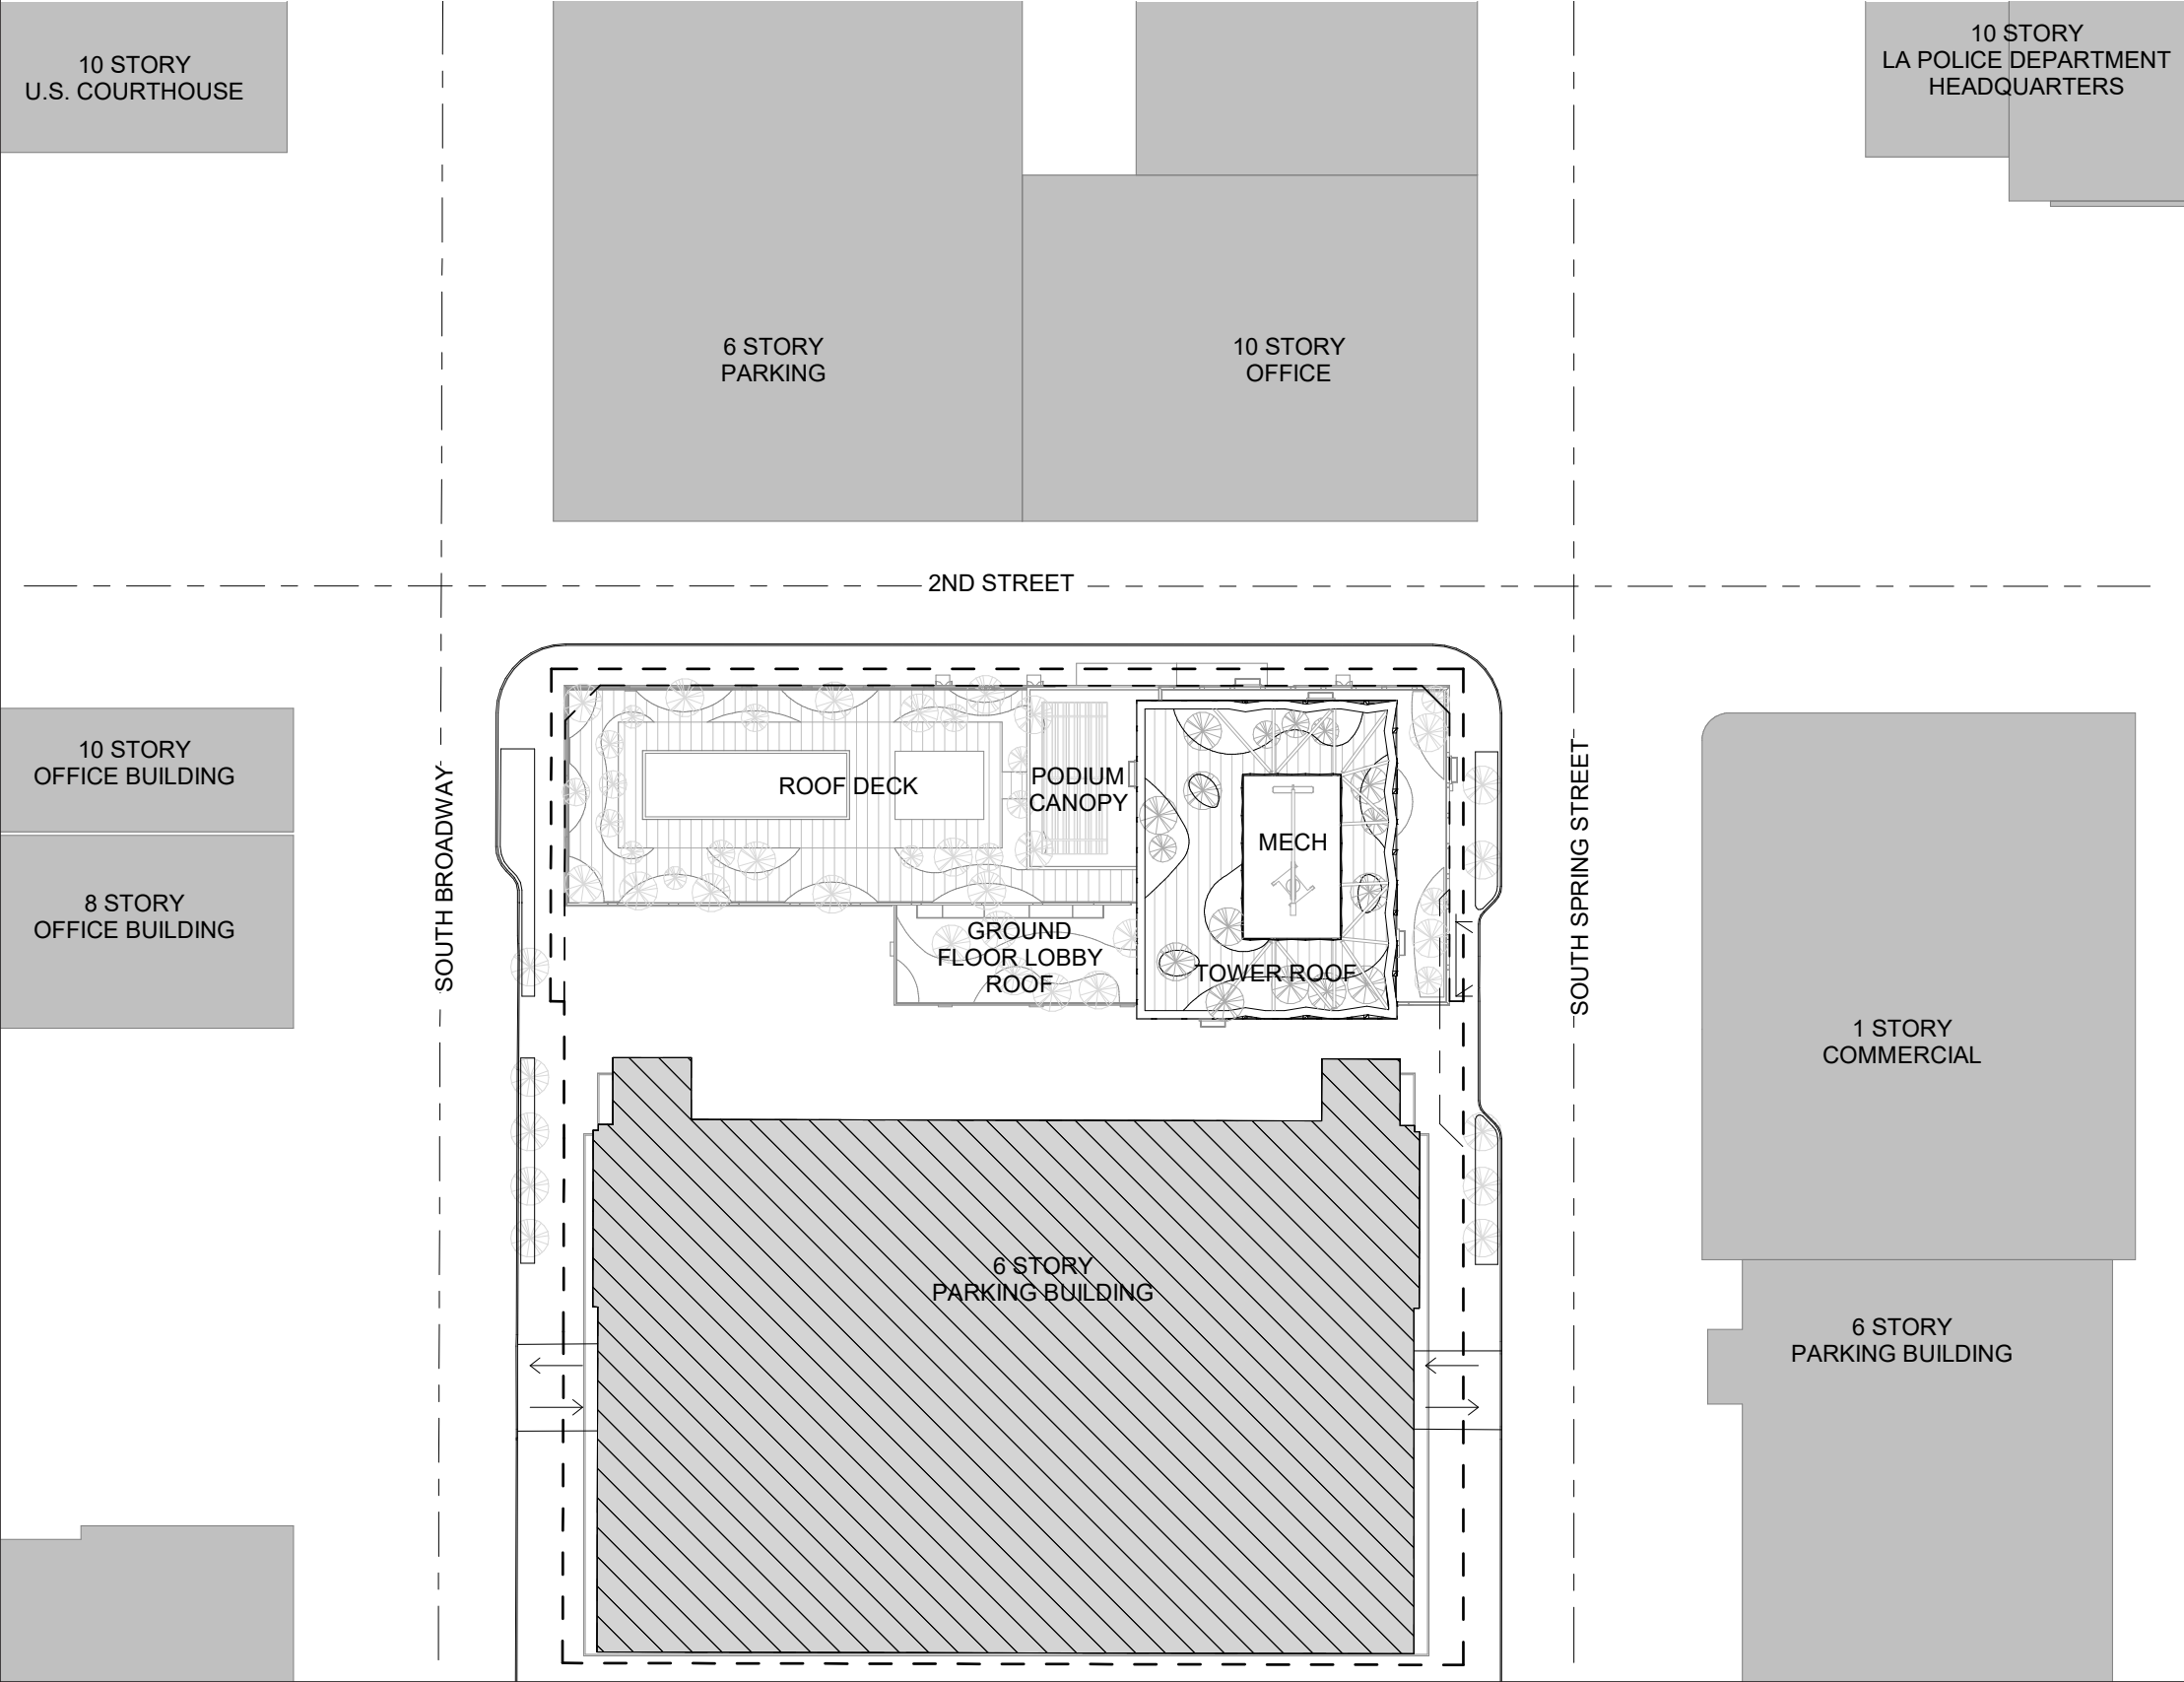 10 STORY
U.S. COURTHOUSE
10 STORY
LA POLICE DEPARTMENT
HEADQUARTERS
6 STORY
PARKING
10 STORY
OFFICE
2ND STREET
10 STORY
OFFICE BUILDING
8 STORY
OFFICE BUILDING
SOUTH BROADWAY
ROOF DECK
PODIUM
CANOPY
MECH
GROUND
FLOOR LOBBY
ROOF
TOWER ROOF
SOUTH SPRING STREET
1 STORY
COMMERCIAL
6 STORY
PARKING BUILDING
6 STORY
PARKING BUILDING